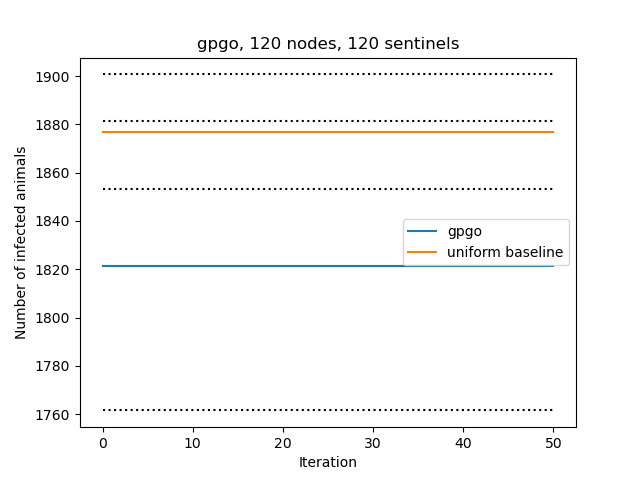 gpgo, 120 nodes, 120 sentinels
Number of infected animals
1900
1880
1860
1840
1820
1800
1780
1760
gpgo
uniform baseline
0 10 20 30 40 50
Iteration